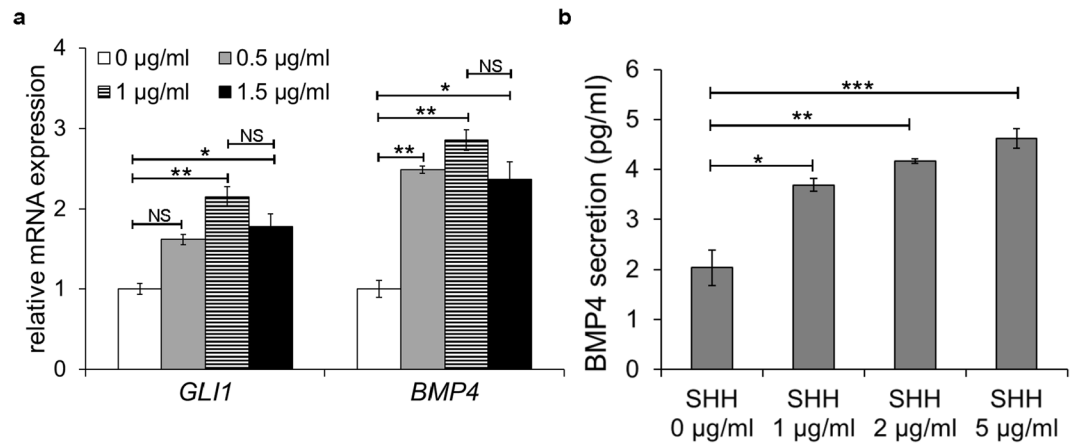 a
relative mRNA expression
4
3
2
1
0
0 µg/ml
0.5 µg/ml
1 µg/ml
1.5 µg/ml
NS
**
*
NS
**
**
*
NS
GLI1
BMP4
b
BMP4 secretion (pg/ml)
6
5
4
3
2
1
0
***
**
*
SHH
0 µg/ml
SHH
1 µg/ml
SHH
2 µg/ml
SHH
5 µg/ml